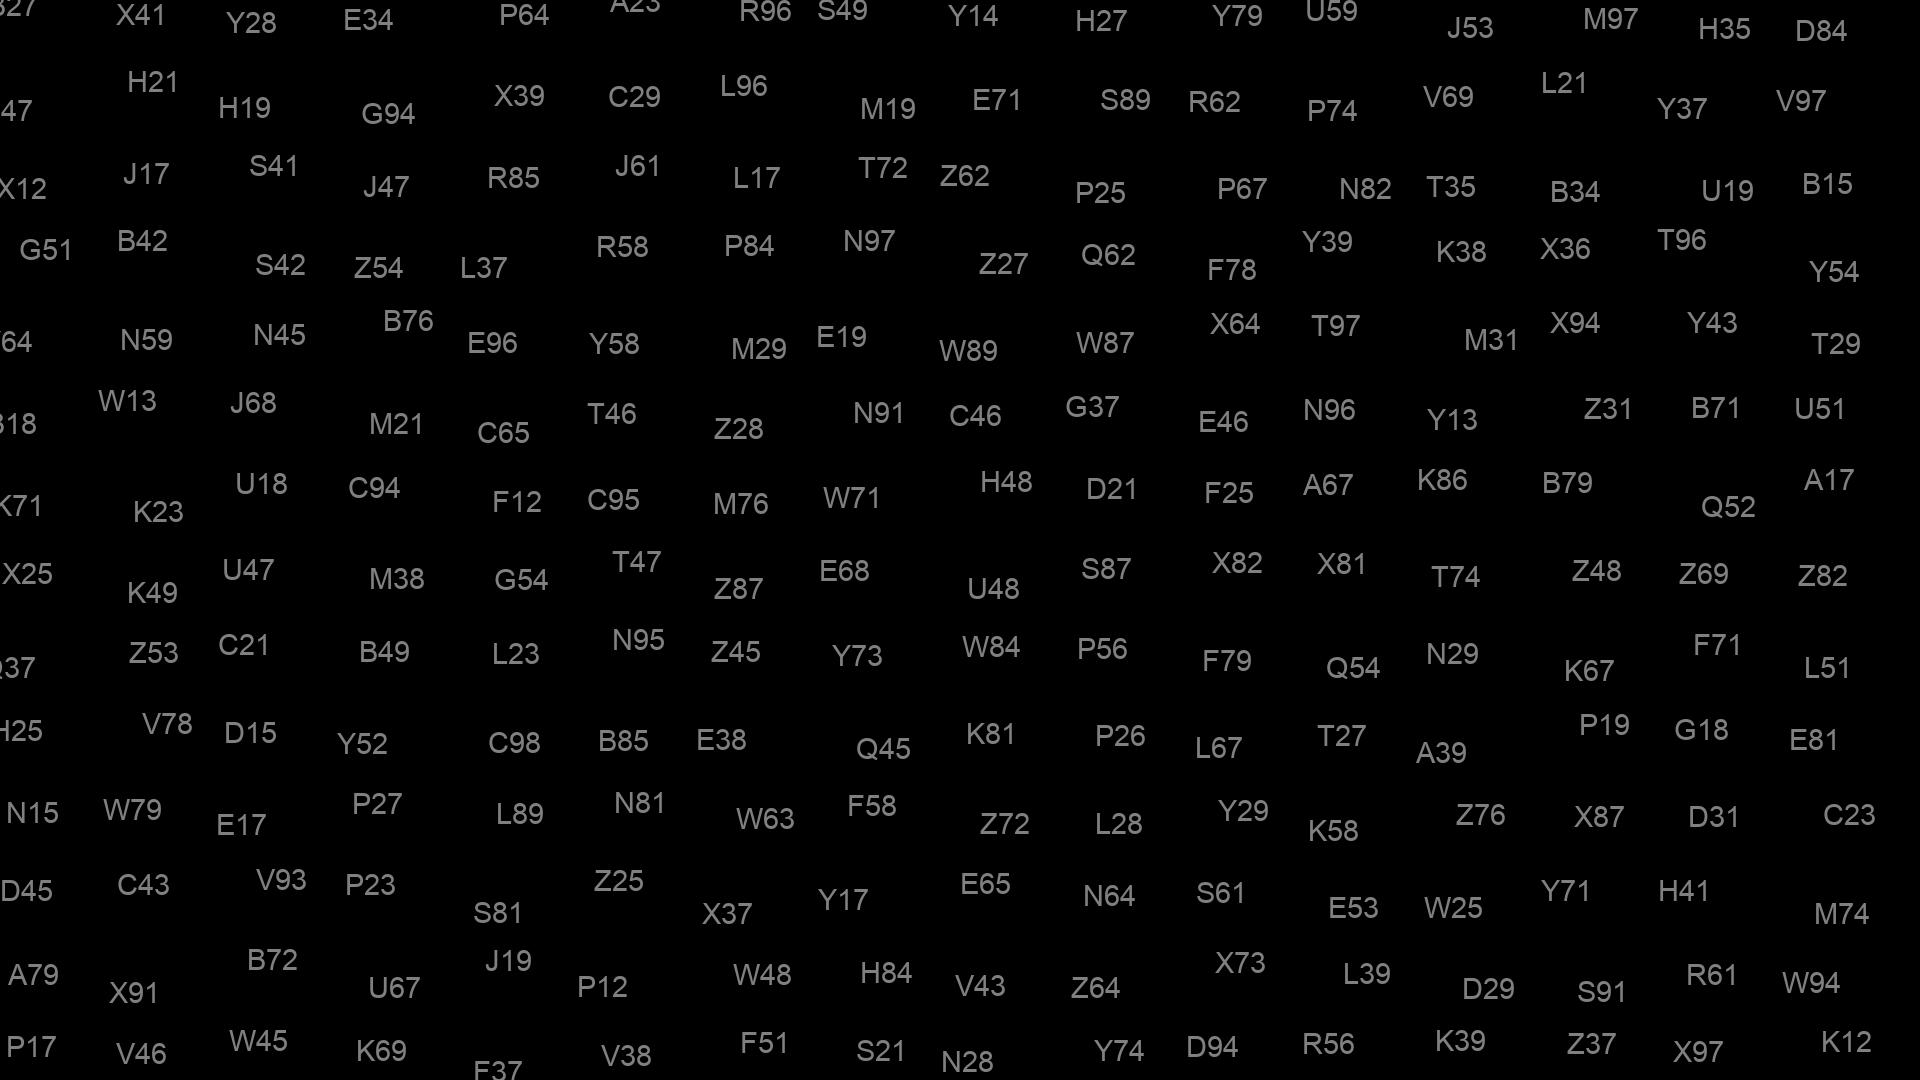 X41 Y28 E34 P64 A23 R96 S49 Y14 H27 Y79 U59 J53 M97 H35 D84
H21 H19 G94 X39 C29 L96 M19 E71 S89 R62 P74 V69 L21 Y37 V97
X12 J17 S41 J47 R85 J61 L17 T72 Z62 P25 P67 N82 T35 B34 U19 B15
G51 B42 S42 Z54 L37 R58 P84 N97 Z27 Q62 F78 Y39 K38 X36 T96 Y54
N59 N45 B76 E96 Y58 M29 E19 W89 W87 X64 T97 M31 X94 Y43 T29
W13 J68 M21 C65 T46 Z28 N91 C46 G37 E46 N96 Y13 Z31 B71 U51
K71 K23 U18 C94 F12 C95 M76 W71 H48 D21 F25 A67 K86 B79 Q52 A17
X25 K49 U47 M38 G54 T47 Z87 E68 U48 S87 X82 X81 T74 Z48 Z69 Z82
Z53 C21 B49 L23 N95 Z45 Y73 W84 P56 F79 Q54 N29 K67 F71 L51
H25 V78 D15 Y52 C98 B85 E38 Q45 K81 P26 L67 T27 A39 P19 G18 E81
N15 W79 E17 P27 L89 N81 W63 F58 Z72 L28 Y29 K58 Z76 X87 D31 C23
D45 C43 V93 P23 S81 Z25 X37 Y17 E65 N64 S61 E53 W25 Y71 H41 M74
A79 X91 B72 U67 J19 P12 W48 H84 V43 Z64 X73 L39 D29 S91 R61 W94
P17 V46 W45 K69 F37 V38 F51 S21 N28 Y74 D94 R56 K39 Z37 X97 K12